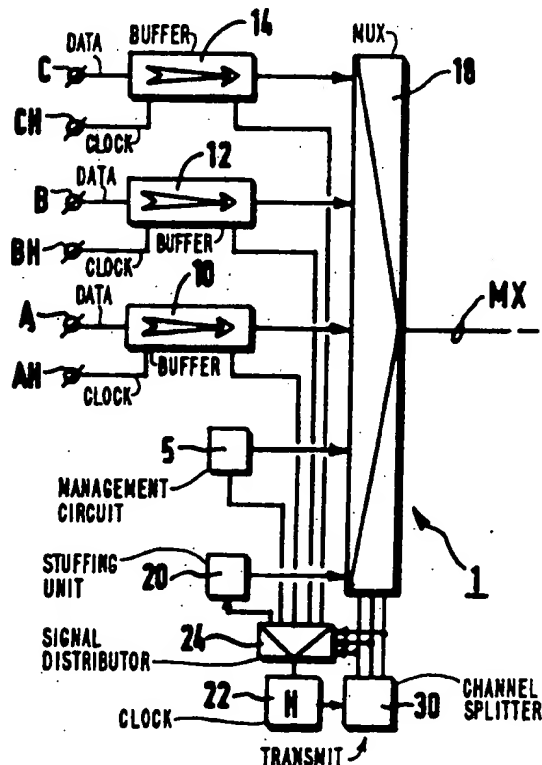 BUFFER 14 MUX
C DATA 18
CH CLOCK
12
B DATA
BH CLOCK BUFFER
10
A DATA MX
AH CLOCK BUFFER
5
MANAGEMENT
CIRCUIT
STUFFING
UNIT 20 1
24
SIGNAL
DISTRIBUTOR
22 H 30 CHANNEL
SPLITTER
CLOCK
TRANSMIT